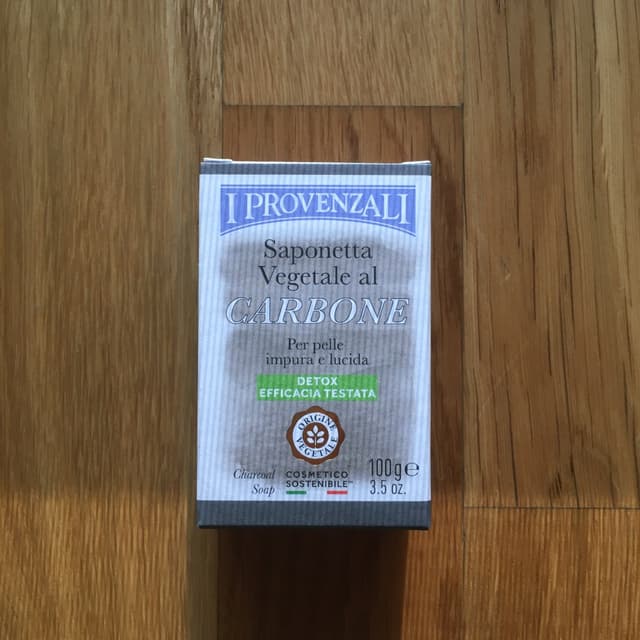 I PROVENZALI
Saponetta
Vegetale al
CARBONE
Per pelle
impura e lucida
DETOX
EFFICACIA TESTATA
ORIGINE
VEGETALE
Charcoal
Soap
COSMETICO
SOSTENIBILE™
100g℮
3.5 oz.